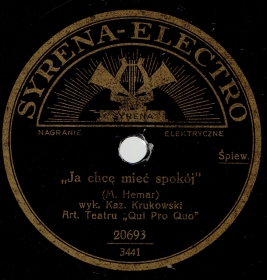 SYRENA-ELECTRO
SYRENA
NAGRANIE ELEKTRYCZNE
Śpiew.
„Ja chcę mieć spokój"
(M. Hemar)
wyk. Kaz. Krukowski
Art. Teatru „Qui Pro Quo"
20693
3441